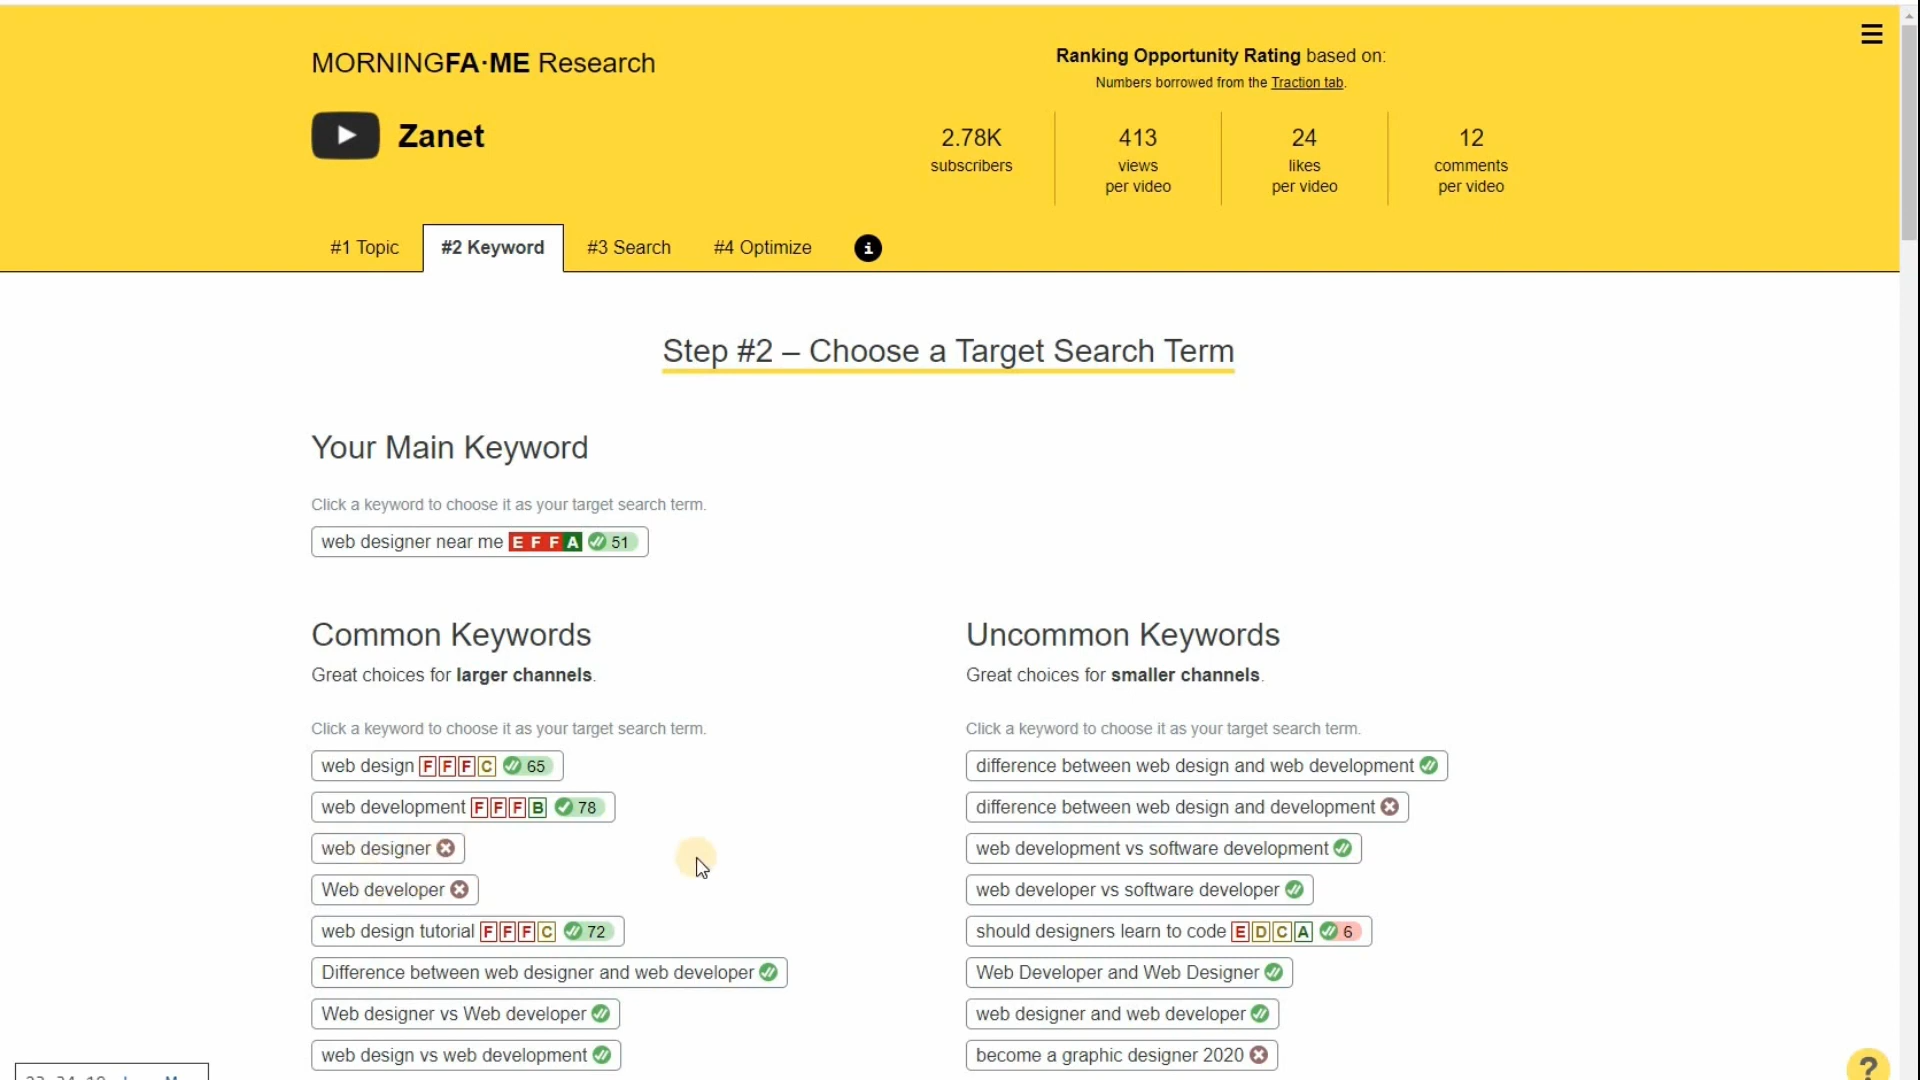 MORNINGFA·ME Research
Ranking Opportunity Rating based on:
Numbers borrowed from the Traction tab.
Zanet
2.78K
subscribers
413
views
per video
24
likes
per video
12
comments
per video
#1 Topic
#2 Keyword
#3 Search
#4 Optimize
i
Step #2 – Choose a Target Search Term
Your Main Keyword
Click a keyword to choose it as your target search term.
web designer near me E F F A 51
Common Keywords
Great choices for larger channels.
Click a keyword to choose it as your target search term.
web design F F F C 65
web development F F F B 78
web designer
Web developer
web design tutorial F F F C 72
Difference between web designer and web developer
Web designer vs Web developer
web design vs web development
Uncommon Keywords
Great choices for smaller channels.
Click a keyword to choose it as your target search term.
difference between web design and web development
difference between web design and development
web development vs software development
web developer vs software developer
should designers learn to code E D C A 6
Web Developer and Web Designer
web designer and web developer
become a graphic designer 2020
?